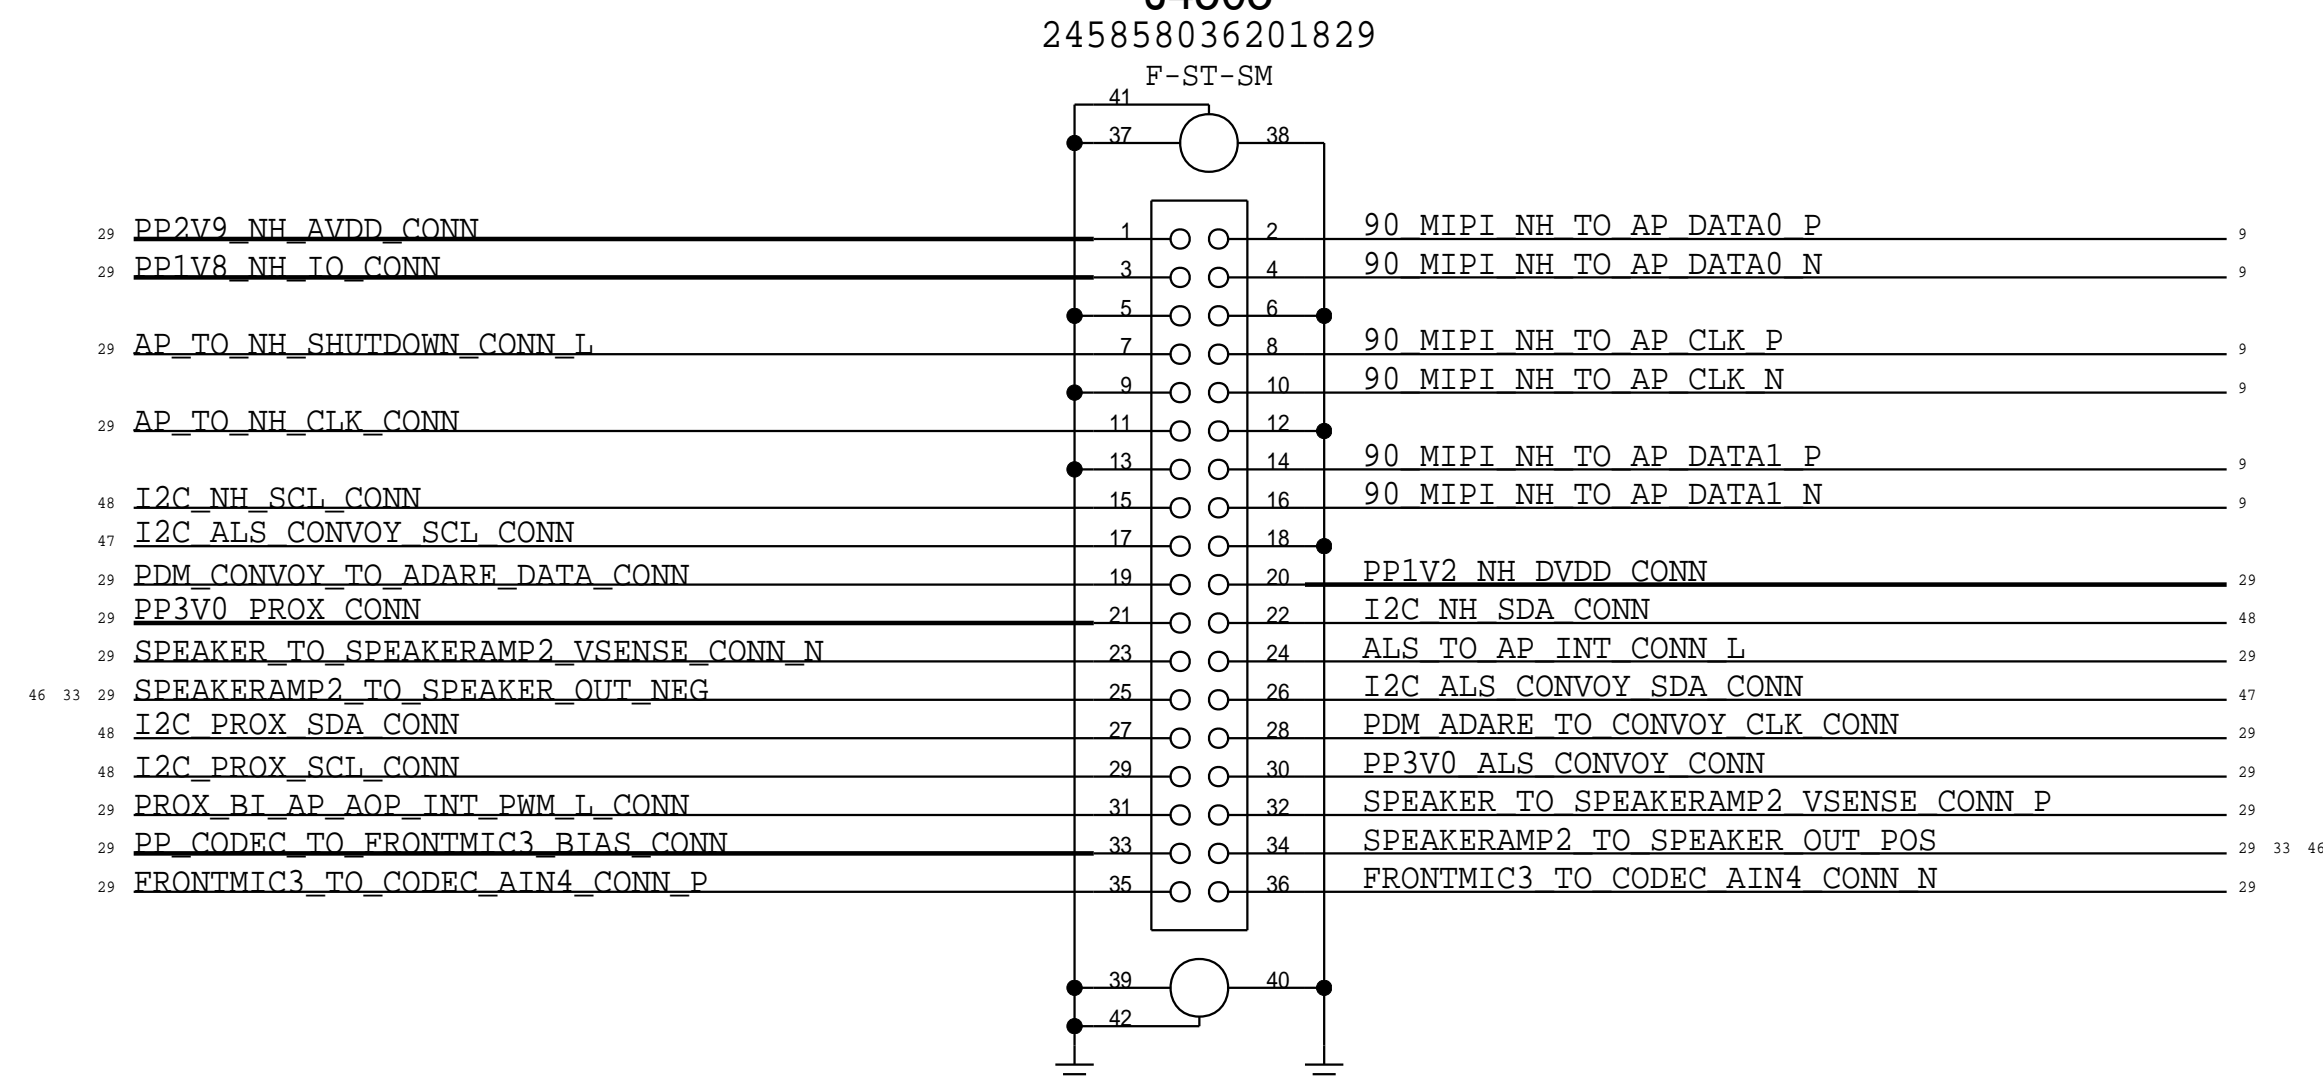 245858036201829
F-ST-SM
41
37 38
29 PP2V9_NH_AVDD_CONN 1 2 90_MIPI_NH_TO_AP_DATA0_P 9
29 PP1V8_NH_IO_CONN 3 4 90_MIPI_NH_TO_AP_DATA0_N 9
5 6
29 AP_TO_NH_SHUTDOWN_CONN_L 7 8 90_MIPI_NH_TO_AP_CLK_P 9
9 10 90_MIPI_NH_TO_AP_CLK_N 9
29 AP_TO_NH_CLK_CONN 11 12
13 14 90_MIPI_NH_TO_AP_DATA1_P 9
48 I2C_NH_SCL_CONN 15 16 90_MIPI_NH_TO_AP_DATA1_N 9
47 I2C_ALS_CONVOY_SCL_CONN 17 18
29 PDM_CONVOY_TO_ADARE_DATA_CONN 19 20 PP1V2_NH_DVDD_CONN 29
29 PP3V0_PROX_CONN 21 22 I2C_NH_SDA_CONN 48
29 SPEAKER_TO_SPEAKERAMP2_VSENSE_CONN_N 23 24 ALS_TO_AP_INT_CONN_L 29
46 33 29 SPEAKERAMP2_TO_SPEAKER_OUT_NEG 25 26 I2C_ALS_CONVOY_SDA_CONN 47
48 I2C_PROX_SDA_CONN 27 28 PDM_ADARE_TO_CONVOY_CLK_CONN 29
48 I2C_PROX_SCL_CONN 29 30 PP3V0_ALS_CONVOY_CONN 29
29 PROX_BI_AP_AOP_INT_PWM_L_CONN 31 32 SPEAKER_TO_SPEAKERAMP2_VSENSE_CONN_P 29
29 PP_CODEC_TO_FRONTMIC3_BIAS_CONN 33 34 SPEAKERAMP2_TO_SPEAKER_OUT_POS 29 33 46
29 FRONTMIC3_TO_CODEC_AIN4_CONN_P 35 36 FRONTMIC3_TO_CODEC_AIN4_CONN_N 29
39 40
42